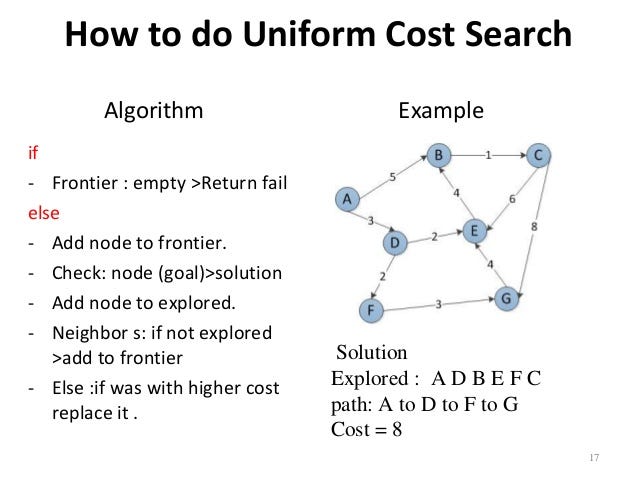 How to do Uniform Cost Search
Algorithm
if
- Frontier : empty >Return fail
else
- Add node to frontier.
- Check: node (goal)>solution
- Add node to explored.
- Neighbor s: if not explored
>add to frontier
- Else :if was with higher cost
replace it .
Example
B
1
C
5
A
4
6
3
E
8
D
2
2
4
G
F
3
Solution
Explored : A D B E F C
path: A to D to F to G
Cost = 8
17